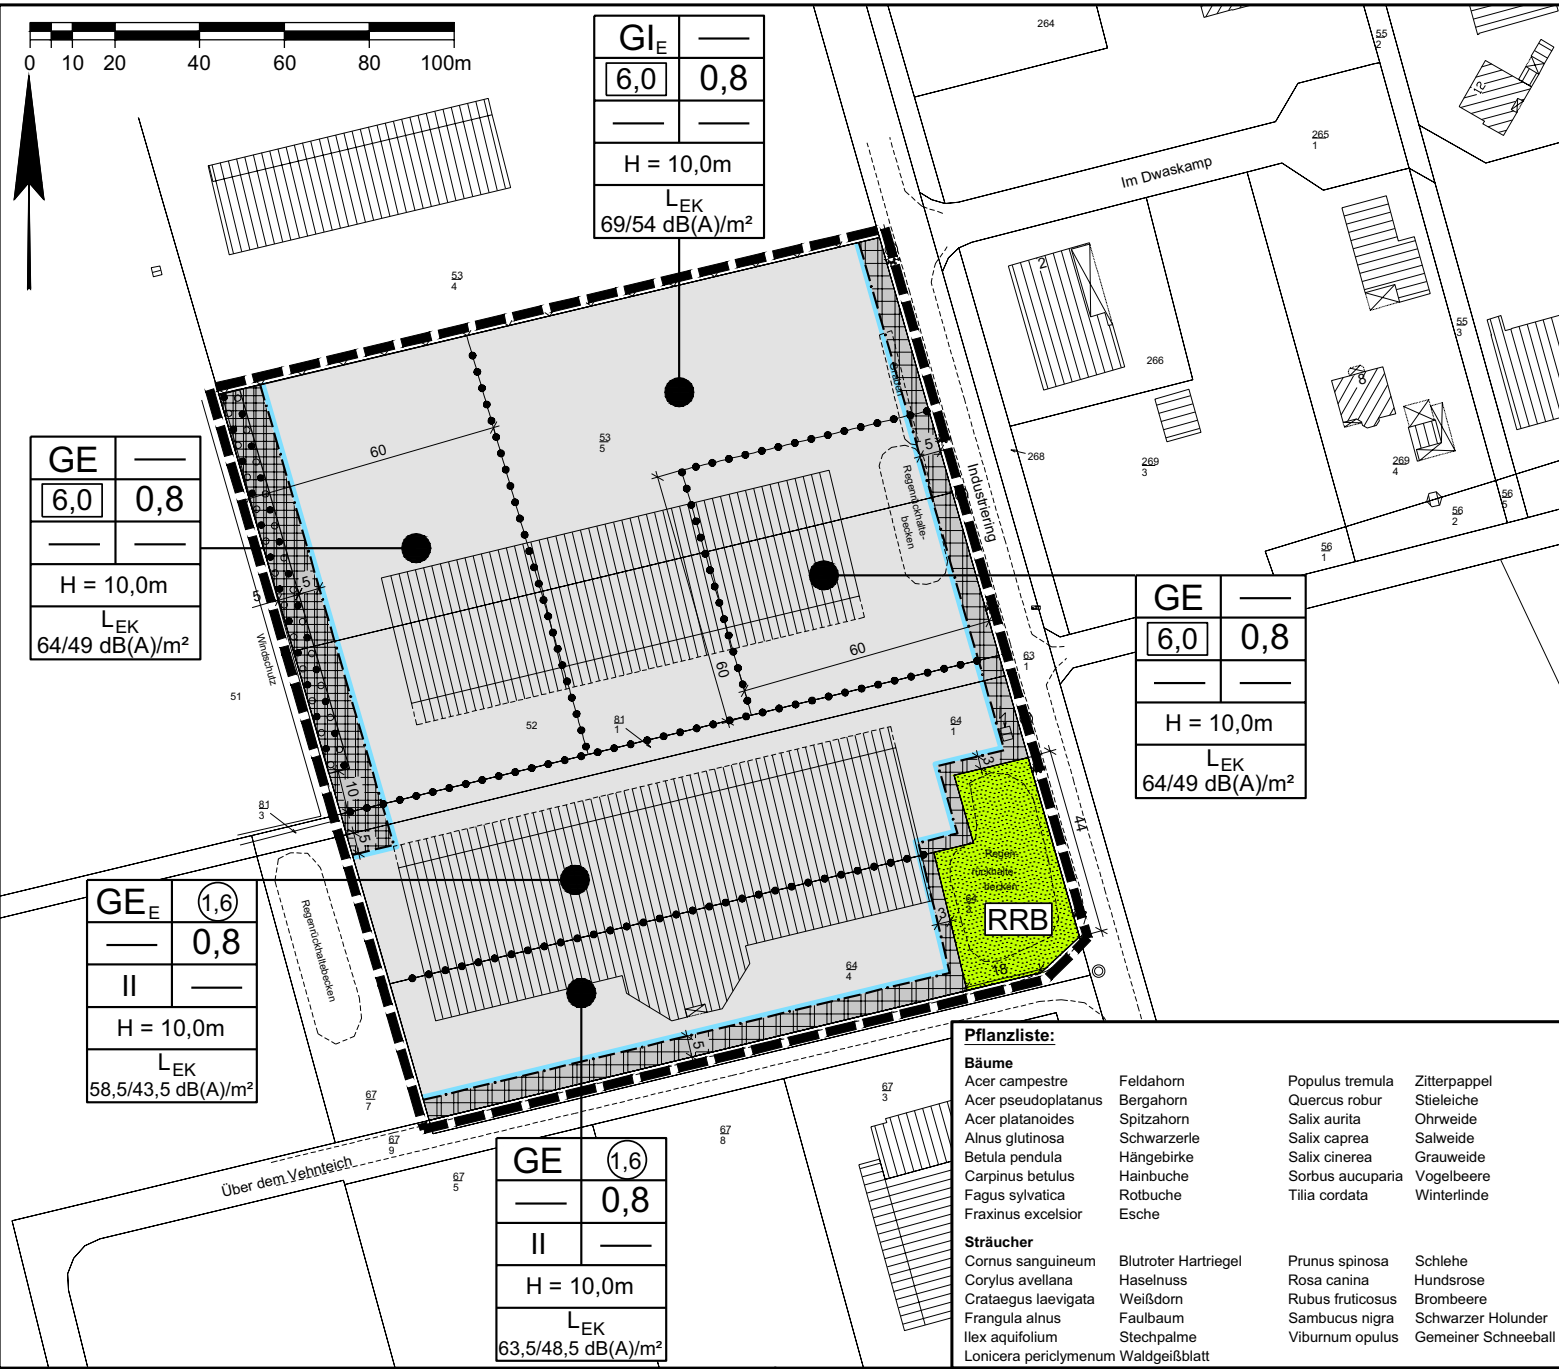 0 10 20 40 60 80 100m
GIE —
6,0 0,8
— —
H = 10,0m
LEK
69/54 dB(A)/m²
264
55
2
12
265
1
Im Dwaskamp
2
266
55
3
8
53
4
53
5
60
GE —
6,0 0,8
— —
H = 10,0m
LEK
64/49 dB(A)/m²
5
Graben
Regenrückhalte-
becken
Industriering
268
269
3
269
4
56
2
56
5
56
1
GE —
6,0 0,8
— —
H = 10,0m
LEK
64/49 dB(A)/m²
5
5
Windschutz
51
60
60
63
1
52
81
1
64
1
3
10
5
81
3
44
Regen-
rückhalte-
becken
RRB
3
18
64
4
GEE 1,6
— 0,8
II —
H = 10,0m
LEK
58,5/43,5 dB(A)/m²
Regenrückhaltebecken
5
67
7
67
9
67
5
67
8
67
3
Über dem Vehnteich
GE 1,6
— 0,8
II —
H = 10,0m
LEK
63,5/48,5 dB(A)/m²
Pflanzliste:
Bäume
Acer campestre Feldahorn Populus tremula Zitterpappel
Acer pseudoplatanus Bergahorn Quercus robur Stieleiche
Acer platanoides Spitzahorn Salix aurita Ohrweide
Alnus glutinosa Schwarzerle Salix caprea Salweide
Betula pendula Hängebirke Salix cinerea Grauweide
Carpinus betulus Hainbuche Sorbus aucuparia Vogelbeere
Fagus sylvatica Rotbuche Tilia cordata Winterlinde
Fraxinus excelsior Esche
Sträucher
Cornus sanguineum Blutroter Hartriegel Prunus spinosa Schlehe
Corylus avellana Haselnuss Rosa canina Hundsrose
Crataegus laevigata Weißdorn Rubus fruticosus Brombeere
Frangula alnus Faulbaum Sambucus nigra Schwarzer Holunder
Ilex aquifolium Stechpalme Viburnum opulus Gemeiner Schneeball
Lonicera periclymenum Waldgeißblatt